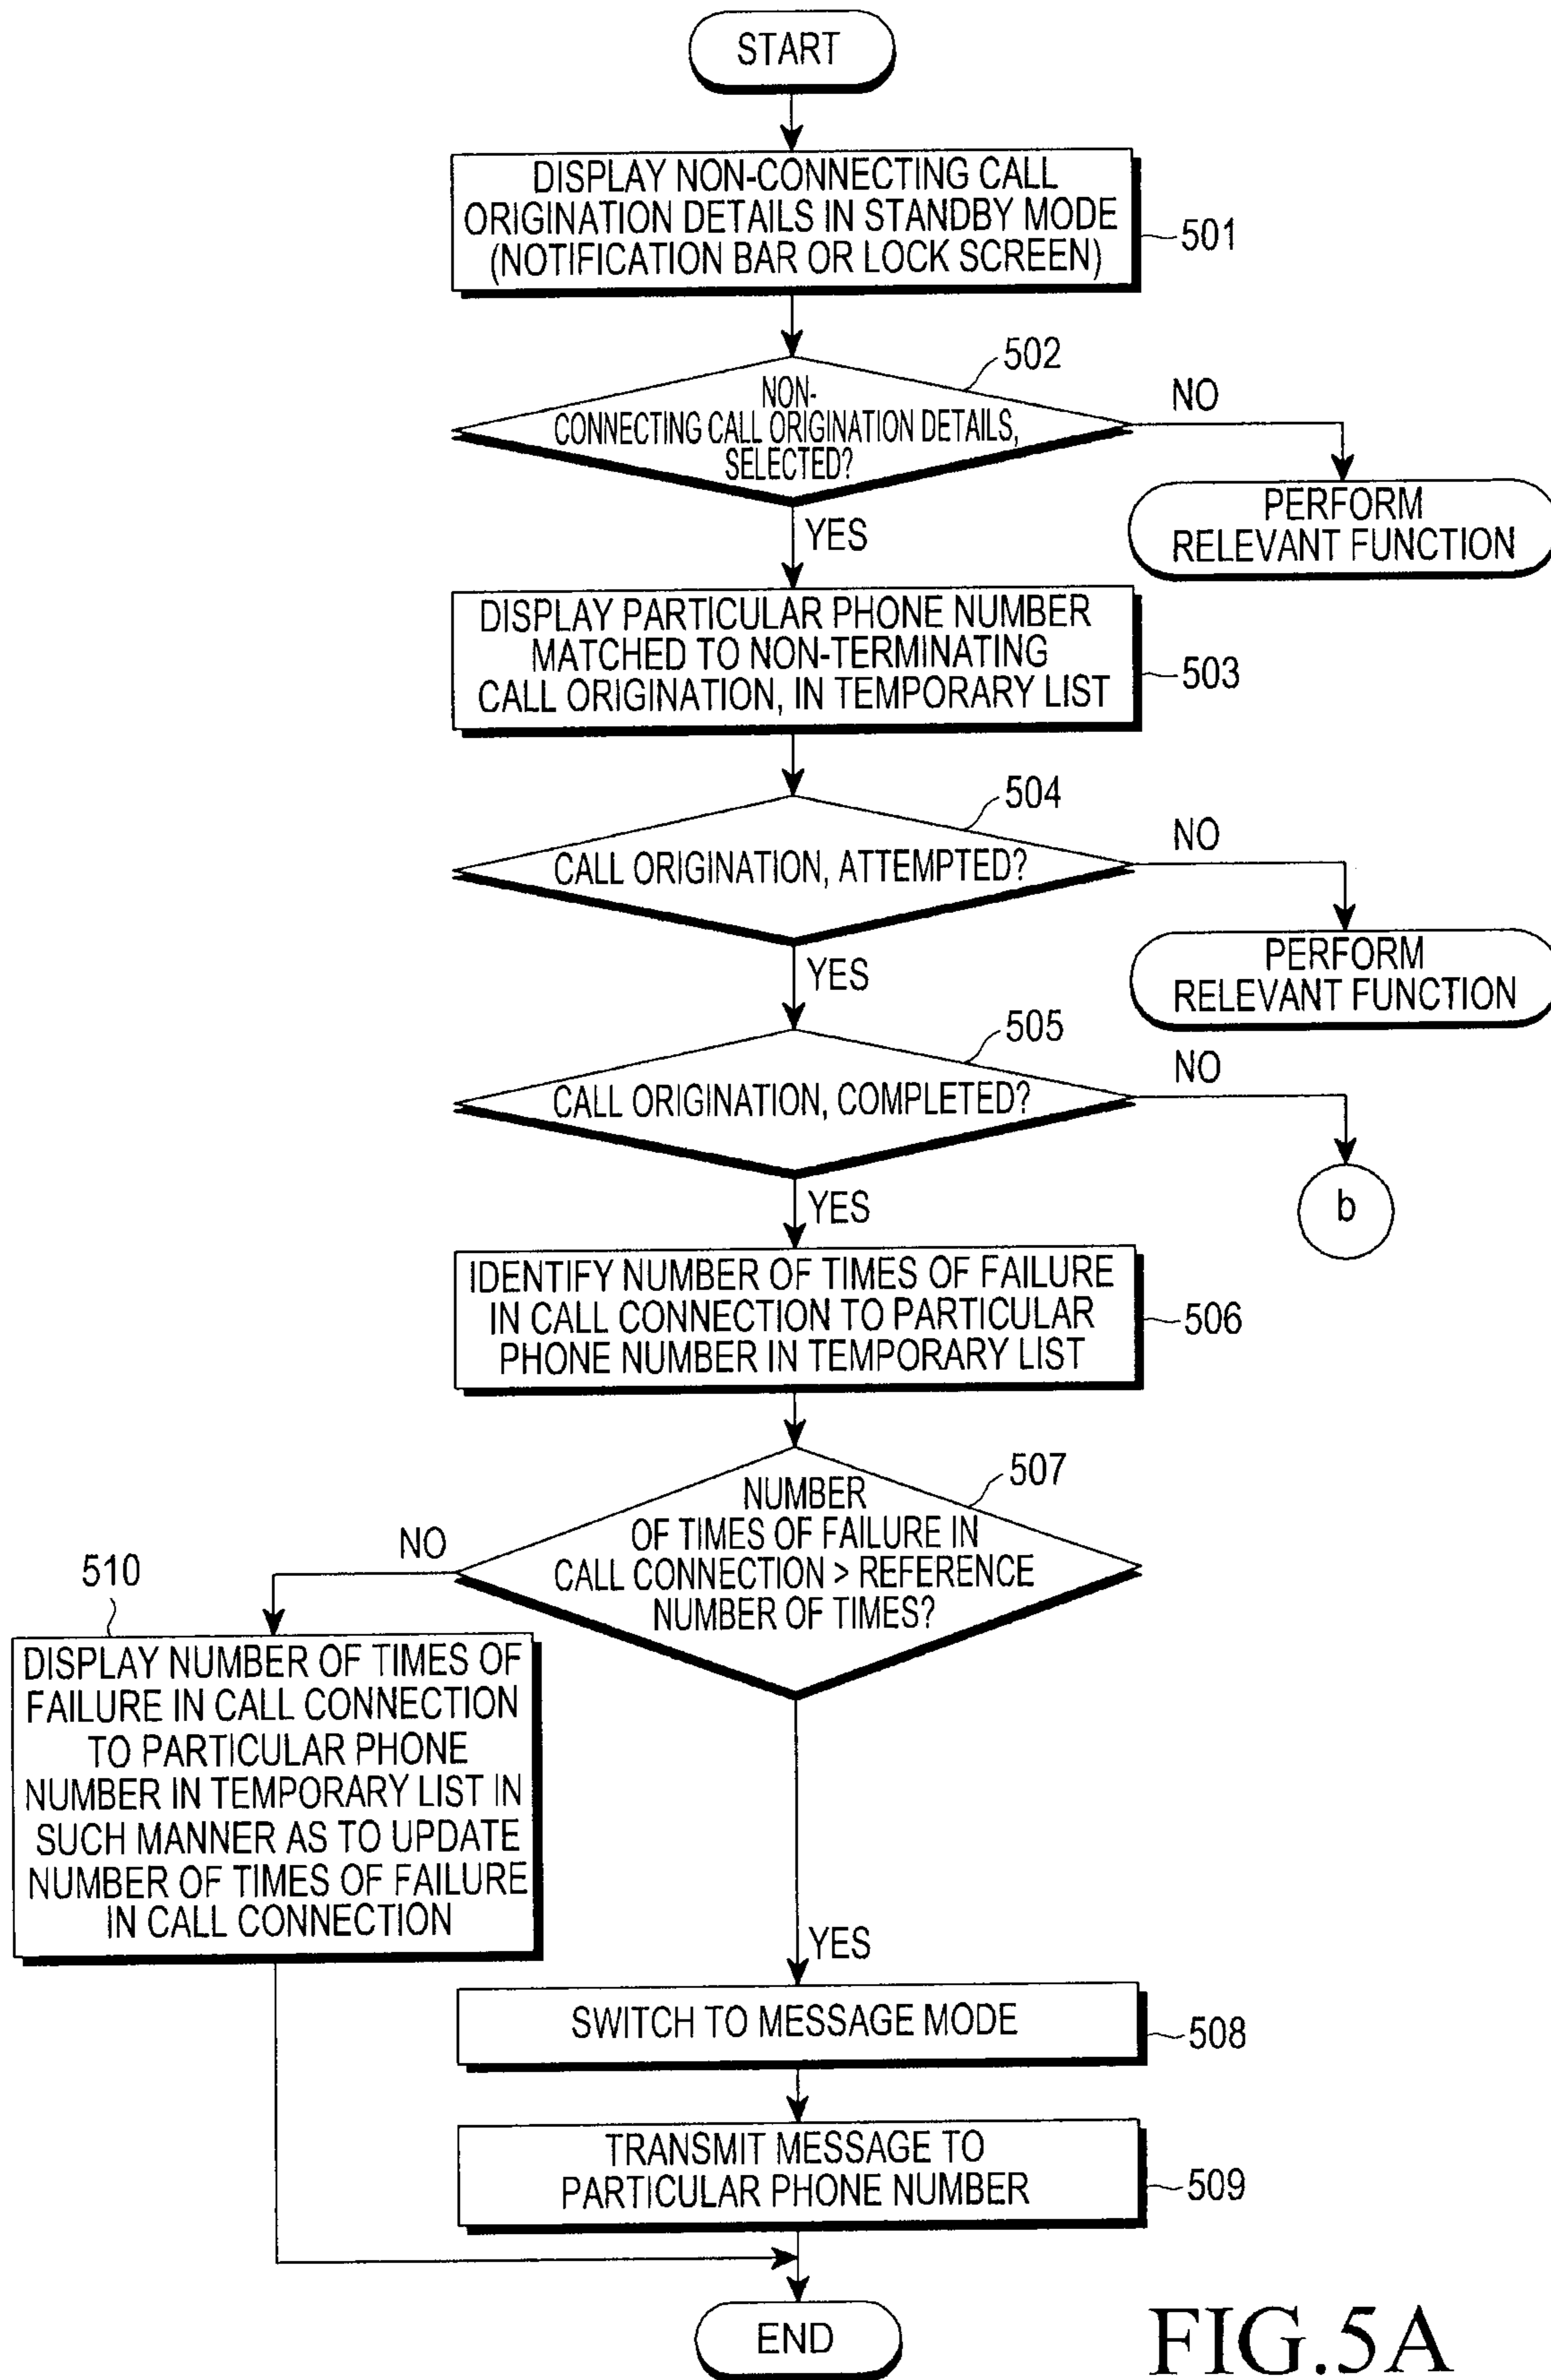 START
DISPLAY NON-CONNECTING CALL
ORIGINATION DETAILS IN STANDBY MODE
(NOTIFICATION BAR OR LOCK SCREEN)
501
502
NON-
CONNECTING CALL ORIGINATION DETAILS,
SELECTED?
NO
PERFORM
RELEVANT FUNCTION
YES
DISPLAY PARTICULAR PHONE NUMBER
MATCHED TO NON-TERMINATING
CALL ORIGINATION, IN TEMPORARY LIST
503
504
CALL ORIGINATION, ATTEMPTED?
NO
PERFORM
RELEVANT FUNCTION
YES
505
CALL ORIGINATION, COMPLETED?
NO
b
YES
IDENTIFY NUMBER OF TIMES OF FAILURE
IN CALL CONNECTION TO PARTICULAR
PHONE NUMBER IN TEMPORARY LIST
506
507
NUMBER
OF TIMES OF FAILURE IN
CALL CONNECTION > REFERENCE
NUMBER OF TIMES?
NO
510
DISPLAY NUMBER OF TIMES OF
FAILURE IN CALL CONNECTION
TO PARTICULAR PHONE
NUMBER IN TEMPORARY LIST IN
SUCH MANNER AS TO UPDATE
NUMBER OF TIMES OF FAILURE
IN CALL CONNECTION
YES
SWITCH TO MESSAGE MODE
508
TRANSMIT MESSAGE TO
PARTICULAR PHONE NUMBER
509
END
FIG.5A